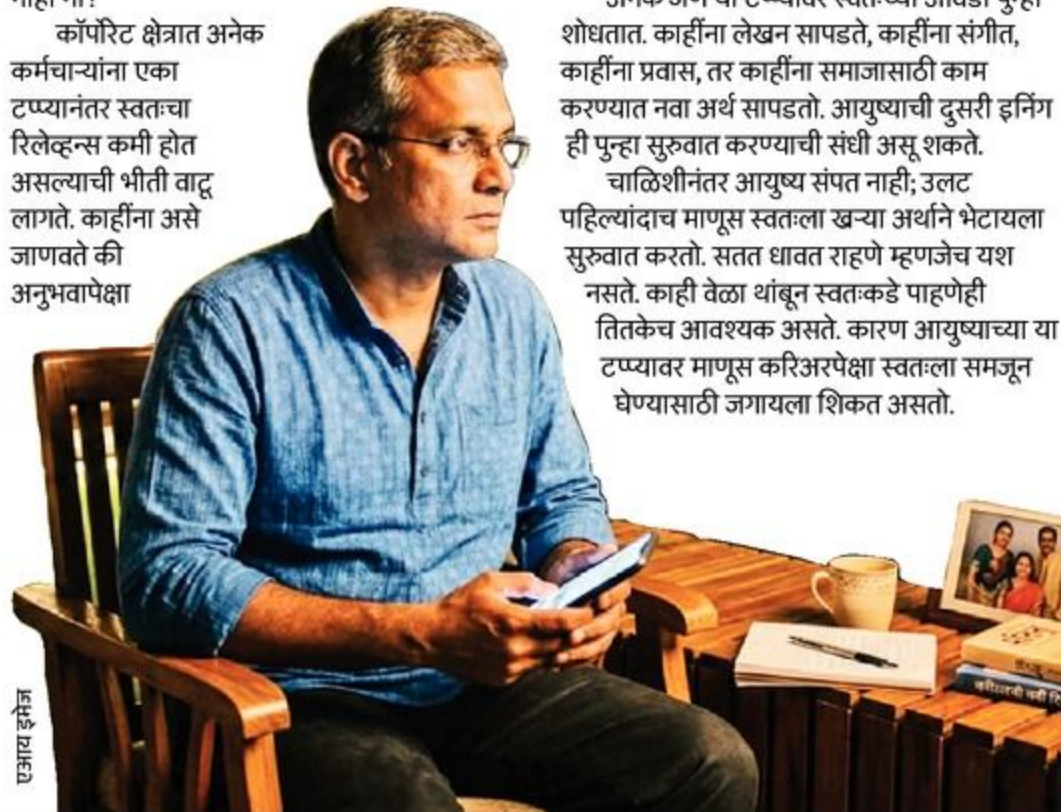 कॉर्पोरेट क्षेत्रात अनेक
कर्मचाऱ्यांना एका
टप्प्यानंतर स्वतःचा
रिलेव्हन्स कमी होत
असल्याची भीती वाटू
लागते. काहींना असे
जाणवते की
अनुभवापेक्षा
शोधतात. काहींना लेखन सापडते, काहींना संगीत,
काहींना प्रवास, तर काहींना समाजासाठी काम
करण्यात नवा अर्थ सापडतो. आयुष्याची दुसरी इनिंग
ही पुन्हा सुरुवात करण्याची संधी असू शकते.
चाळिशीनंतर आयुष्य संपत नाही; उलट
पहिल्यांदाच माणूस स्वतःला खऱ्या अर्थाने भेटायला
सुरुवात करतो. सतत धावत राहणे म्हणजेच यश
नसते. काही वेळा थांबून स्वतःकडे पाहणेही
तितकेच आवश्यक असते. कारण आयुष्याच्या या
टप्प्यावर माणूस करिअरपेक्षा स्वतःला समजून
घेण्यासाठी जगायला शिकत असतो.
एआय इमेज